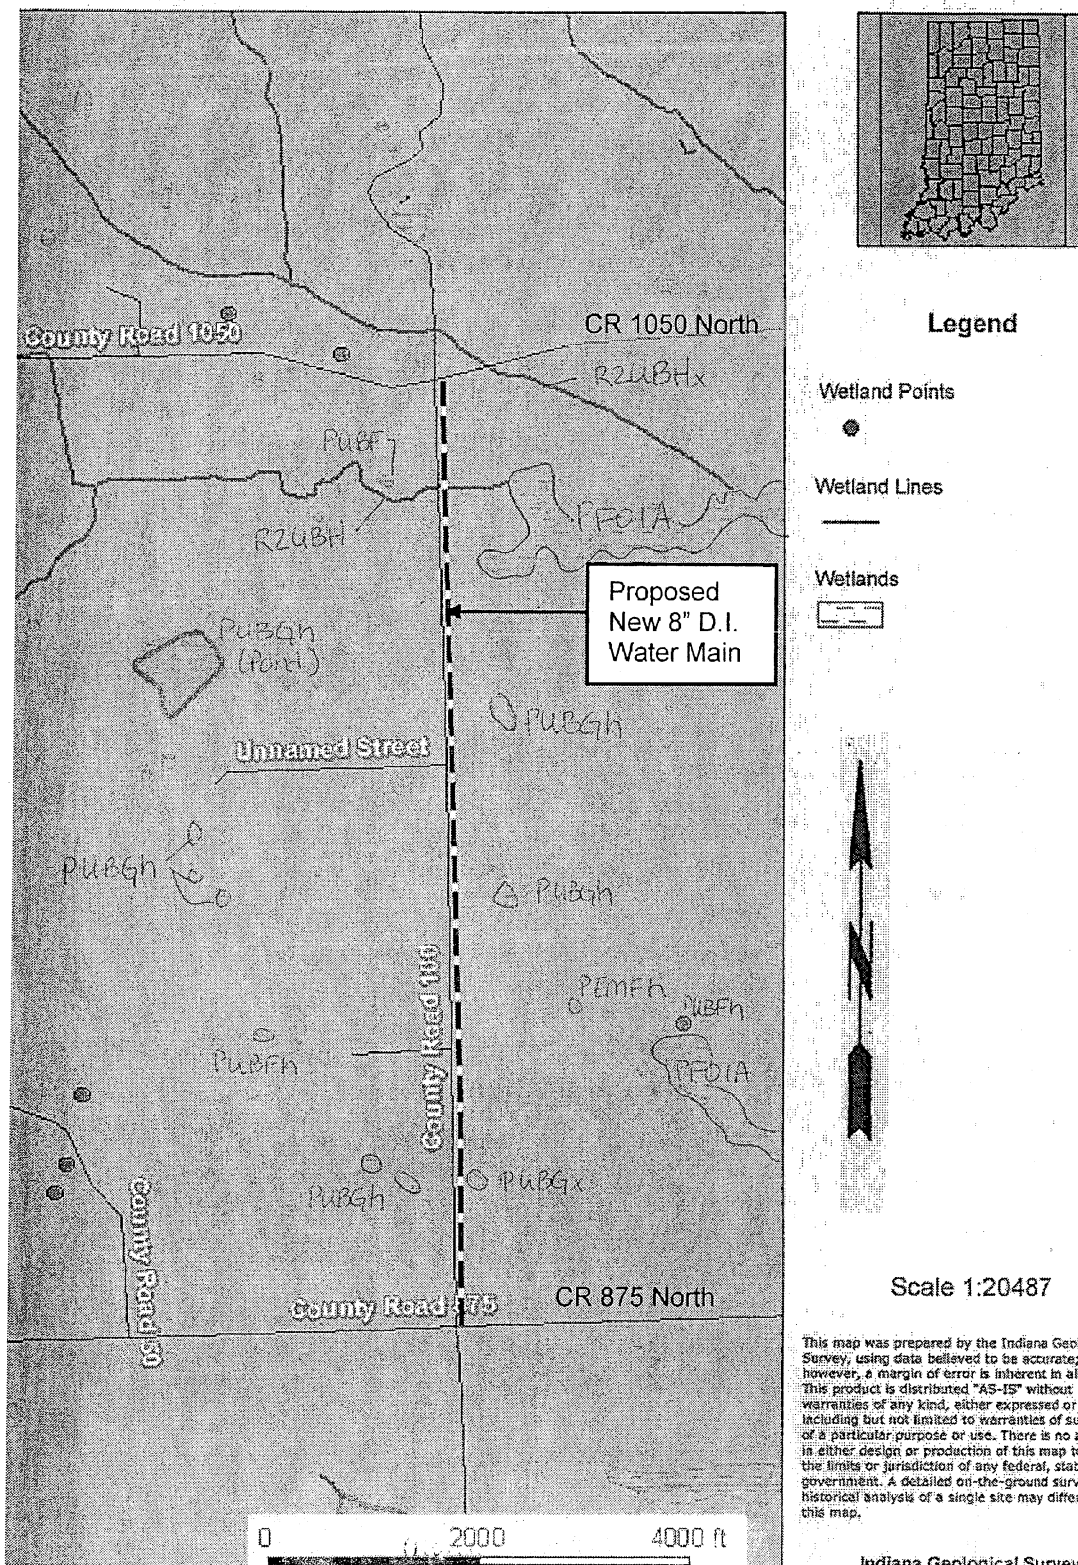 Legend
Wetland Points
Wetland Lines
Wetlands
County Road 1050
CR 1050 North
R2UBHx
PUBF
R2UBH
PFO1A
Proposed
New 8" D.I.
Water Main
PUBGh
(Pond)
PUBGh
Unnamed Street
PUBGh
PUBGh
County Road 100
PEMFh
PUBFh
PUBFh
PFO1A
PUBGh
PUBGx
County Road 50
County Road 875
CR 875 North
N
Scale 1:20487
This map was prepared by the Indiana Geol
Survey, using data believed to be accurate;
however, a margin of error is inherent in al
This product is distributed "AS-IS" without
warranties of any kind, either expressed or
including but not limited to warranties of su
of a particular purpose or use. There is no a
in either design or production of this map to
the limits or jurisdiction of any federal, stat
government. A detailed on-the-ground surv
historical analysis of a single site may diffe
this map.
0 2000 4000 ft
Indiana Geological Survey